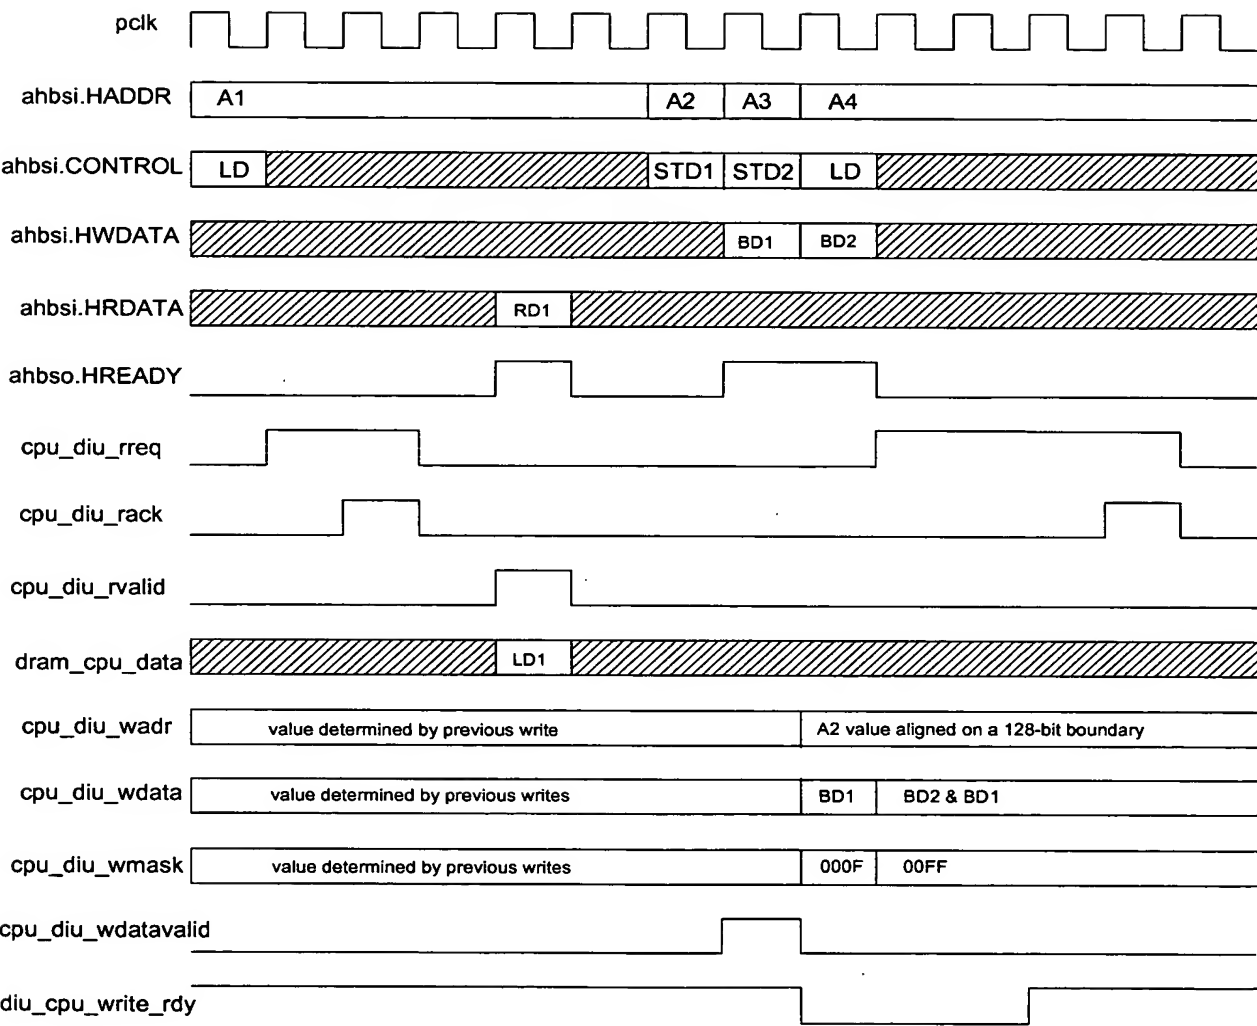 pclk
ahbsi.HADDR A1 A2 A3 A4
ahbsi.CONTROL LD STD1 STD2 LD
ahbsi.HWDATA BD1 BD2
ahbsi.HRDATA RD1
ahbso.HREADY
cpu_diu_rreq
cpu_diu_rack
cpu_diu_rvalid
dram_cpu_data LD1
cpu_diu_wadr value determined by previous write A2 value aligned on a 128-bit boundary
cpu_diu_wdata value determined by previous writes BD1 BD2 & BD1
cpu_diu_wmask value determined by previous writes 000F 00FF
cpu_diu_wdatavalid
diu_cpu_write_rdy